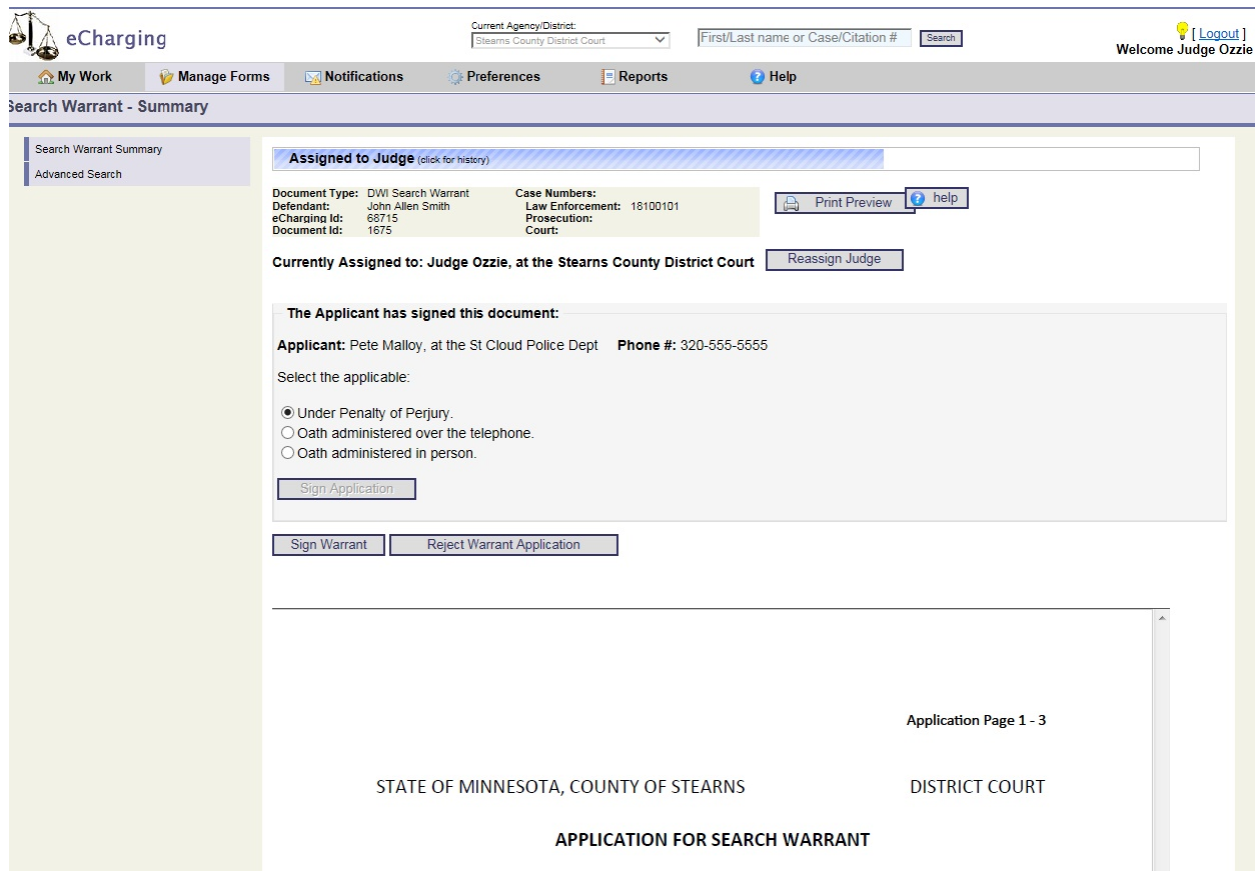 eCharging
Current Agency/District:
Stearns County District Court
First/Last name or Case/Citation #
Search
[ Logout ]
Welcome Judge Ozzie
My Work
Manage Forms
Notifications
Preferences
Reports
Help
Search Warrant - Summary
Search Warrant Summary
Advanced Search
Assigned to Judge (click for history)
Document Type: DWI Search Warrant
Defendant: John Allen Smith
eCharging Id: 68715
Document Id: 1675
Case Numbers:
Law Enforcement: 18100101
Prosecution:
Court:
Print Preview
help
Currently Assigned to: Judge Ozzie, at the Stearns County District Court
Reassign Judge
The Applicant has signed this document:
Applicant: Pete Malloy, at the St Cloud Police Dept Phone #: 320-555-5555
Select the applicable:
Under Penalty of Perjury.
Oath administered over the telephone.
Oath administered in person.
Sign Application
Sign Warrant
Reject Warrant Application
Application Page 1 - 3
STATE OF MINNESOTA, COUNTY OF STEARNS
DISTRICT COURT
APPLICATION FOR SEARCH WARRANT